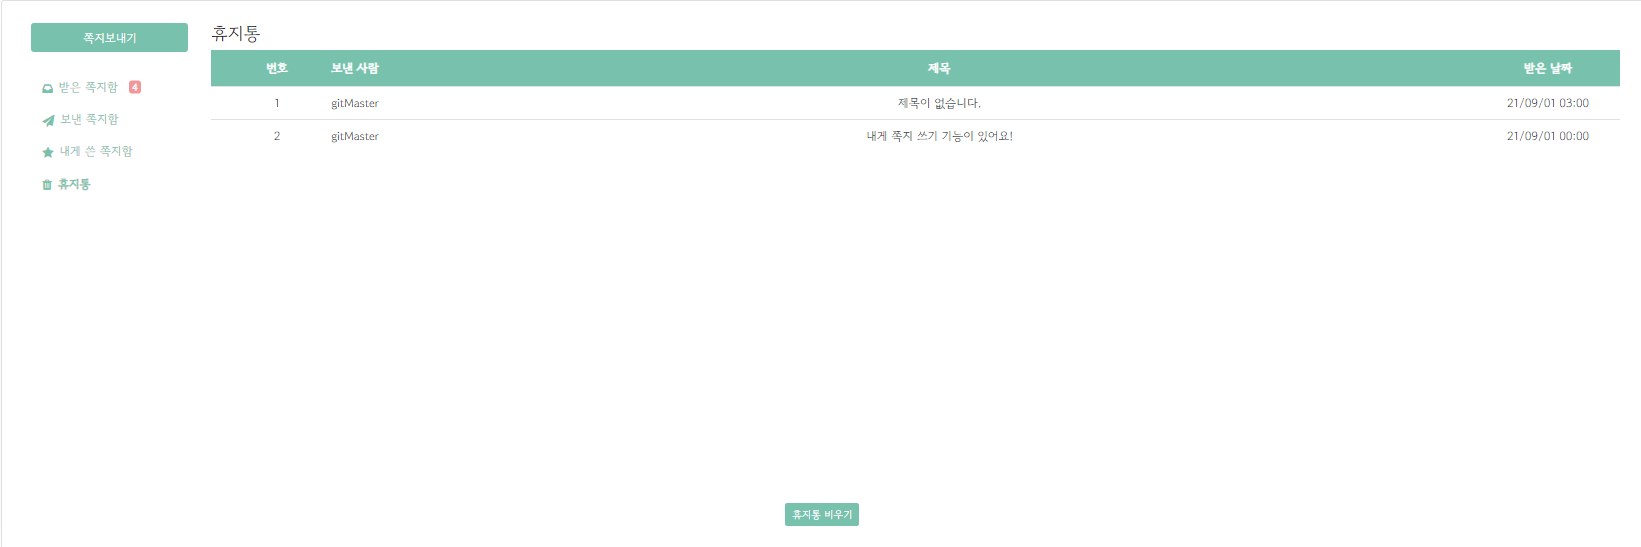 쪽지보내기
받은 쪽지함 4
보낸 쪽지함
내게 쓴 쪽지함
휴지통
휴지통
번호 보낸 사람 제목 받은 날짜
1 gitMaster 제목이 없습니다. 21/09/01 03:00
2 gitMaster 내게 쪽지 쓰기 기능이 있어요! 21/09/01 00:00
휴지통 비우기